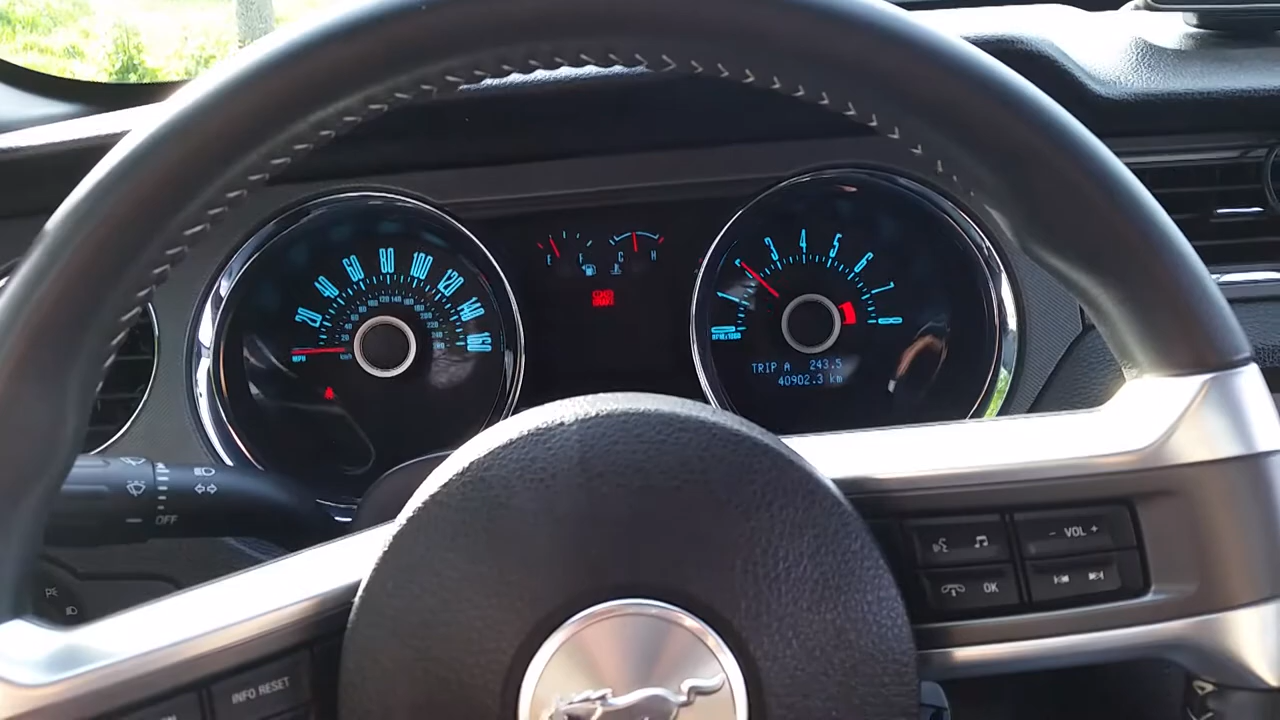 20 40 60 80 100 120 140 160
MPH
km/h
E F
C H
0 1 2 3 4 5 6 7 8
RPMx1000
TRIP A 243.5
40902.3 km
OFF
VOL
OK
INFO RESET